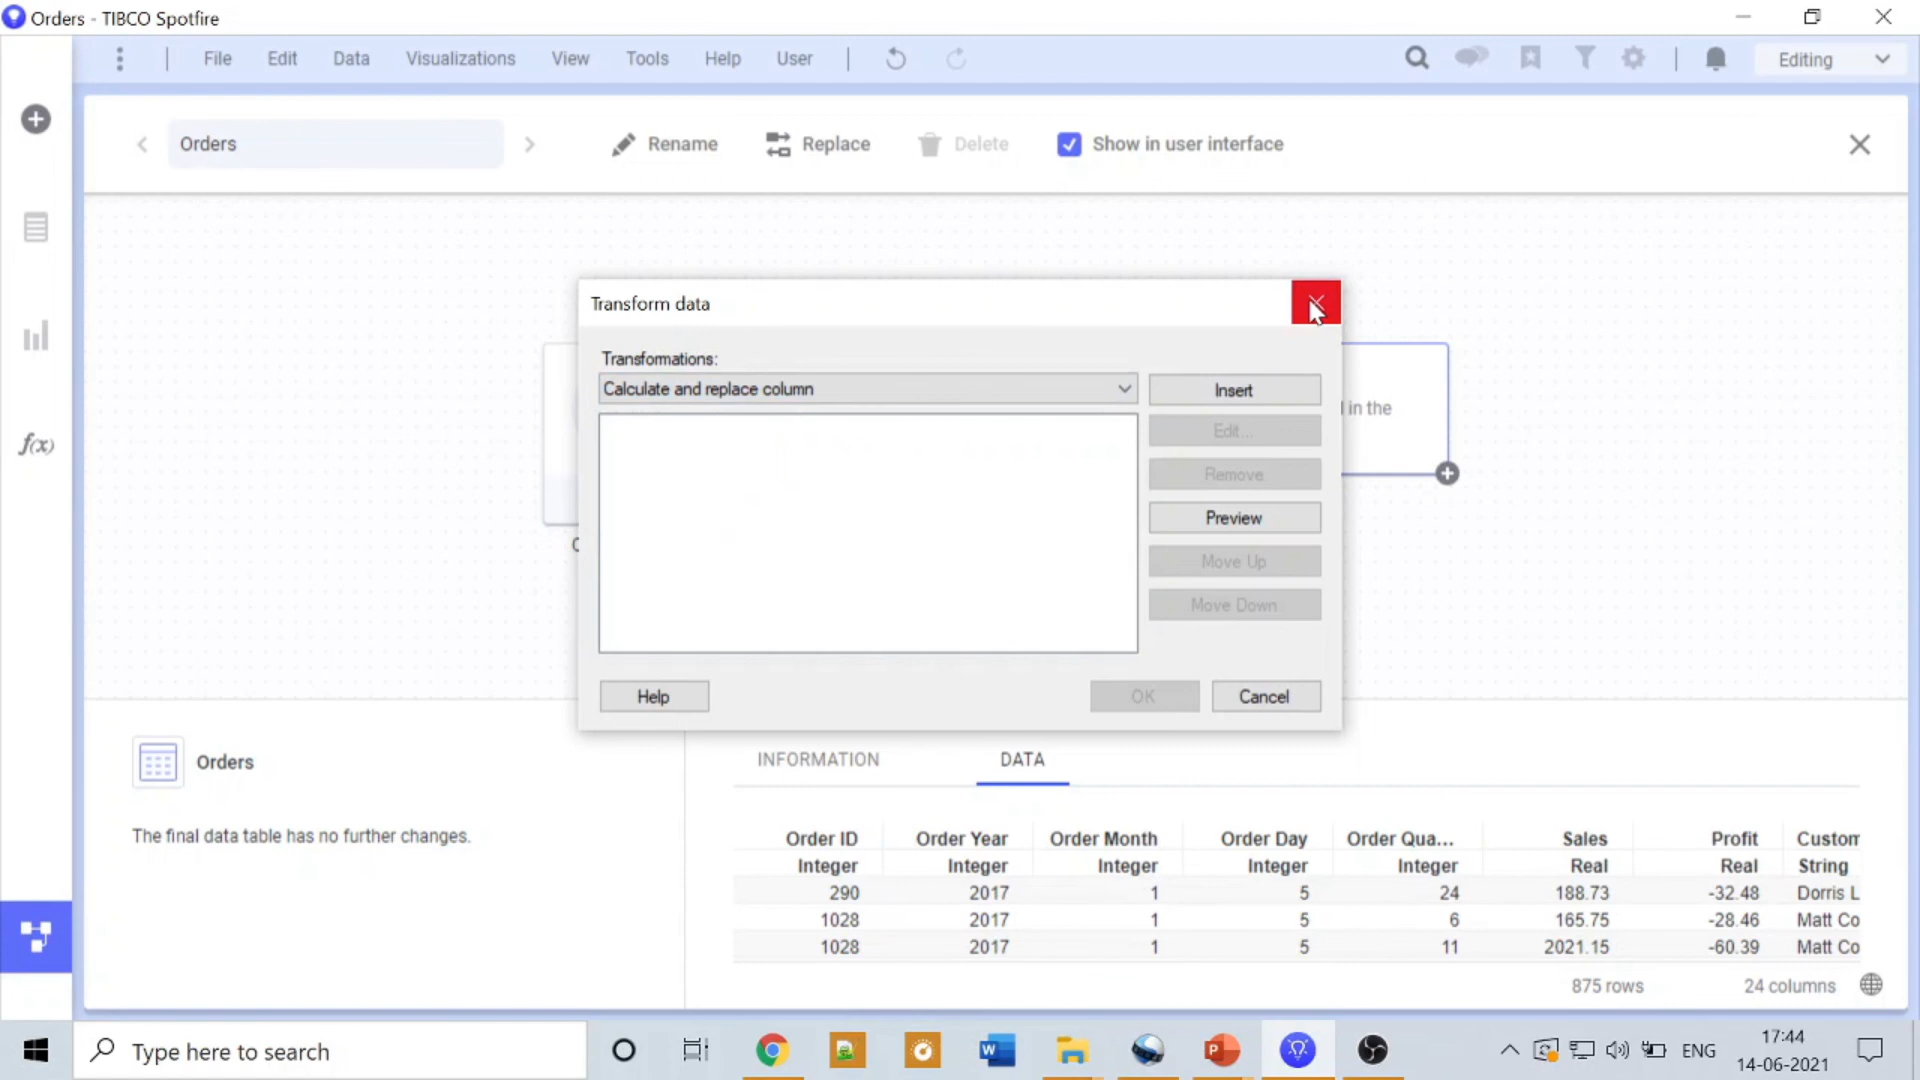 Orders - TIBCO Spotfire
File Edit Data Visualizations View Tools Help User Editing
Orders Rename Replace Delete Show in user interface
f(x)
Transform data
Transformations:
Calculate and replace column Insert
Edit...
Remove
Preview
Move Up
Move Down
Help OK Cancel
in the
Orders
The final data table has no further changes.
INFORMATION DATA
Order ID Order Year Order Month Order Day Order Qua... Sales Profit Custom
Integer Integer Integer Integer Integer Real Real String
290 2017 1 5 24 188.73 -32.48 Dorris L
1028 2017 1 5 6 165.75 -28.46 Matt Co
1028 2017 1 5 11 2021.15 -60.39 Matt Co
875 rows 24 columns
Type here to search
ENG
17:44
14-06-2021